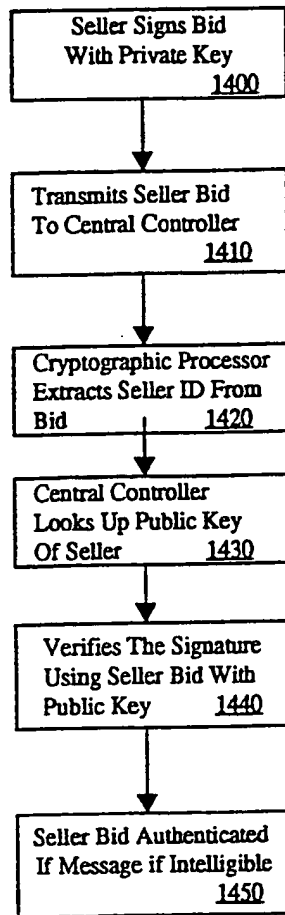 Seller Signs Bid
With Private Key
1400
Transmits Seller Bid
To Central Controller
1410
Cryptographic Processor
Extracts Seller ID From
Bid 1420
Central Controller
Looks Up Public Key
Of Seller 1430
Verifies The Signature
Using Seller Bid With
Public Key 1440
Seller Bid Authenticated
If Message if Intelligible
1450